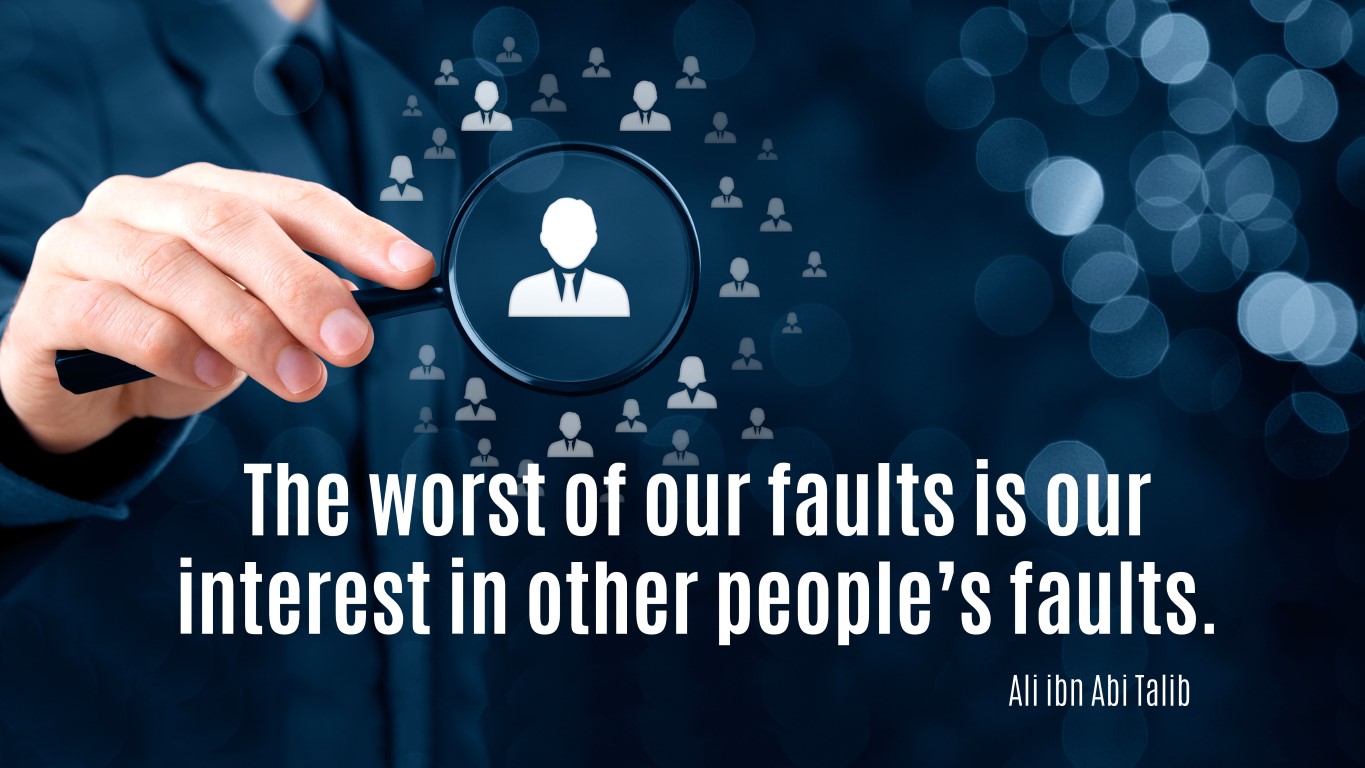 The worst of our faults is our
interest in other people’s faults.
Ali ibn Abi Talib